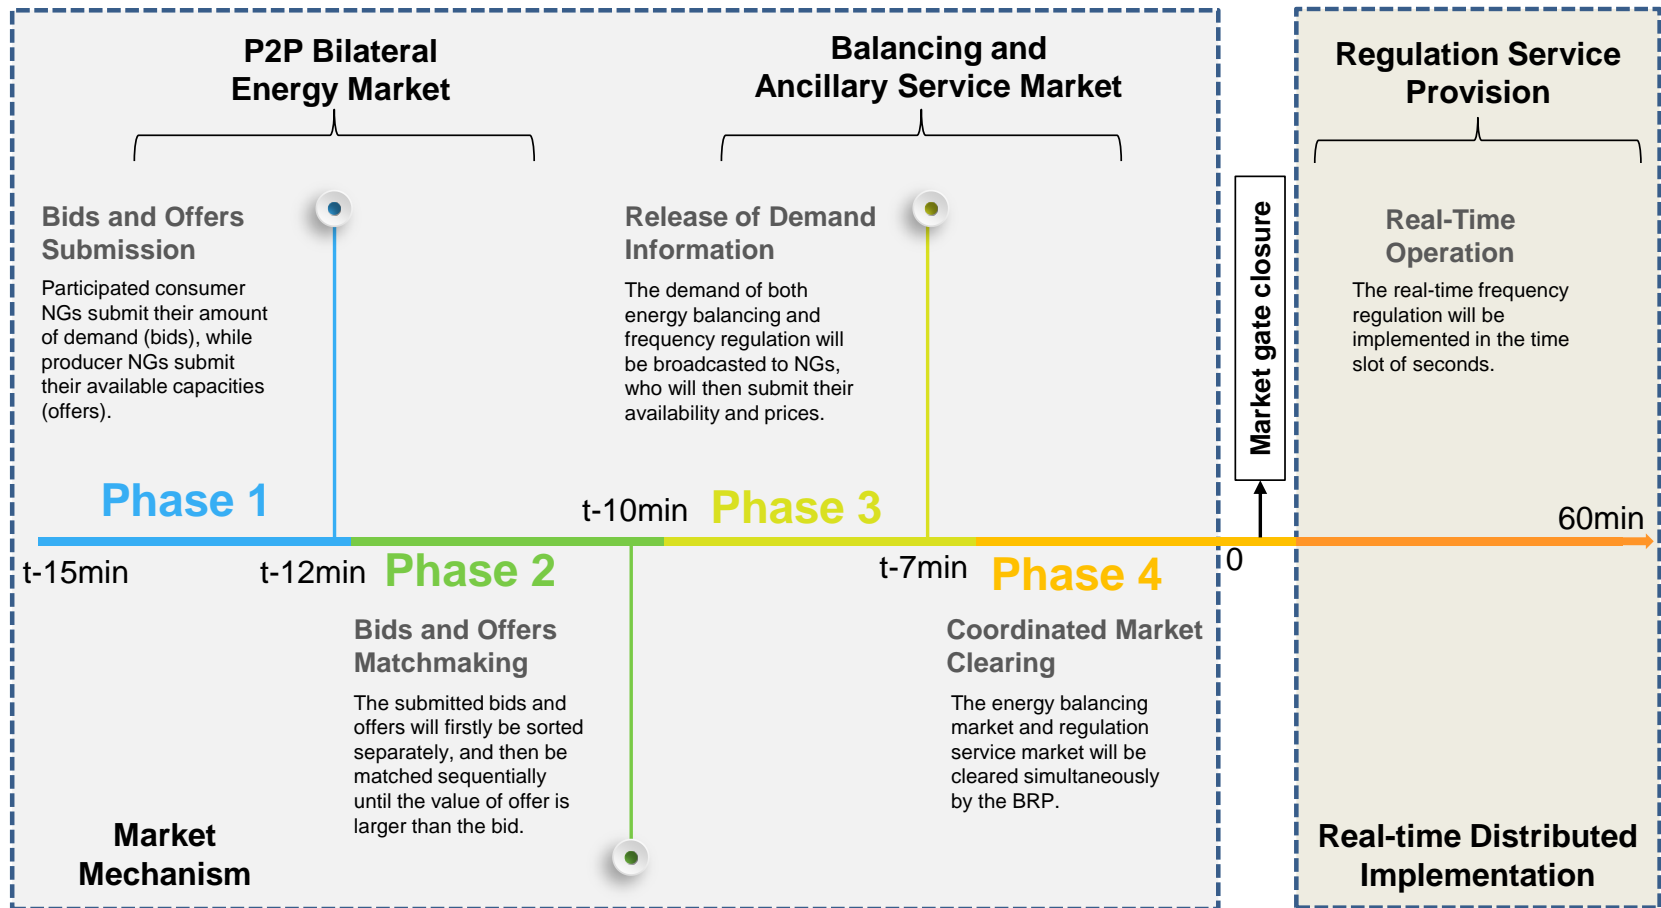 P2P Bilateral
Energy Market
Balancing and
Ancillary Service Market
Regulation Service
Provision
Bids and Offers
Submission
Participated consumer
NGs submit their amount
of demand (bids), while
producer NGs submit
their available capacities
(offers).
Release of Demand
Information
The demand of both
energy balancing and
frequency regulation will
be broadcasted to NGs,
who will then submit their
availability and prices.
Market gate closure
Real-Time
Operation
The real-time frequency
regulation will be
implemented in the time
slot of seconds.
Phase 1
t-10min
Phase 3
60min
t-15min
t-12min
Phase 2
t-7min
Phase 4
0
Bids and Offers
Matchmaking
The submitted bids and
offers will firstly be sorted
separately, and then be
matched sequentially
until the value of offer is
larger than the bid.
Coordinated Market
Clearing
The energy balancing
market and regulation
service market will be
cleared simultaneously
by the BRP.
Market
Mechanism
Real-time Distributed
Implementation